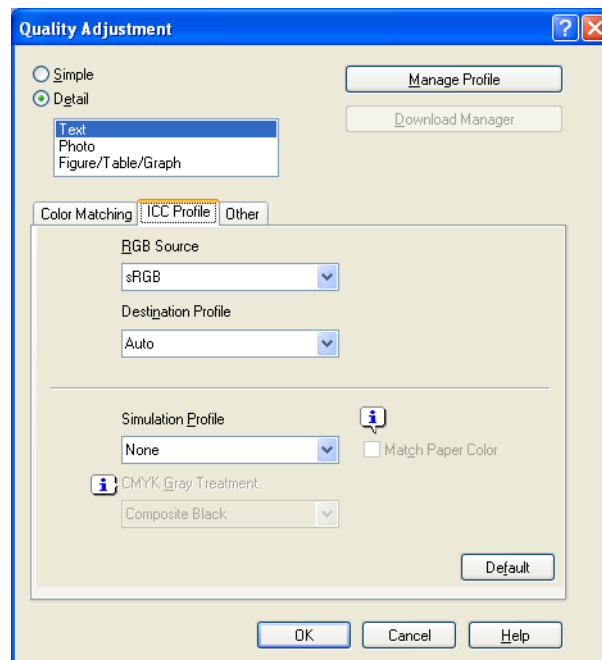 Quality Adjustment
Simple
Manage Profile
Detail
Download Manager
Text
Photo
Figure/Table/Graph
Color Matching ICC Profile Other
RGB Source
sRGB
Destination Profile
Auto
Simulation Profile
None
Match Paper Color
CMYK Gray Treatment
Composite Black
Default
OK Cancel Help